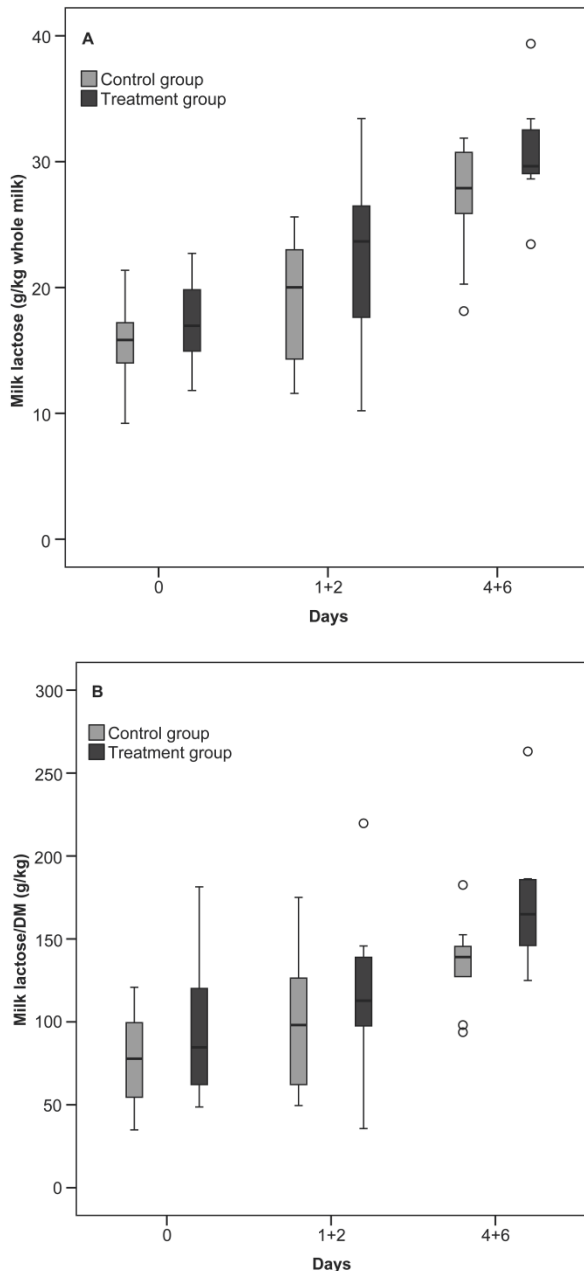 A
Control group
Treatment group
Milk lactose (g/kg whole milk)
40
30
20
10
0
0 1+2 4+6
Days
B
Control group
Treatment group
Milk lactose/DM (g/kg)
300
250
200
150
100
50
0
0 1+2 4+6
Days